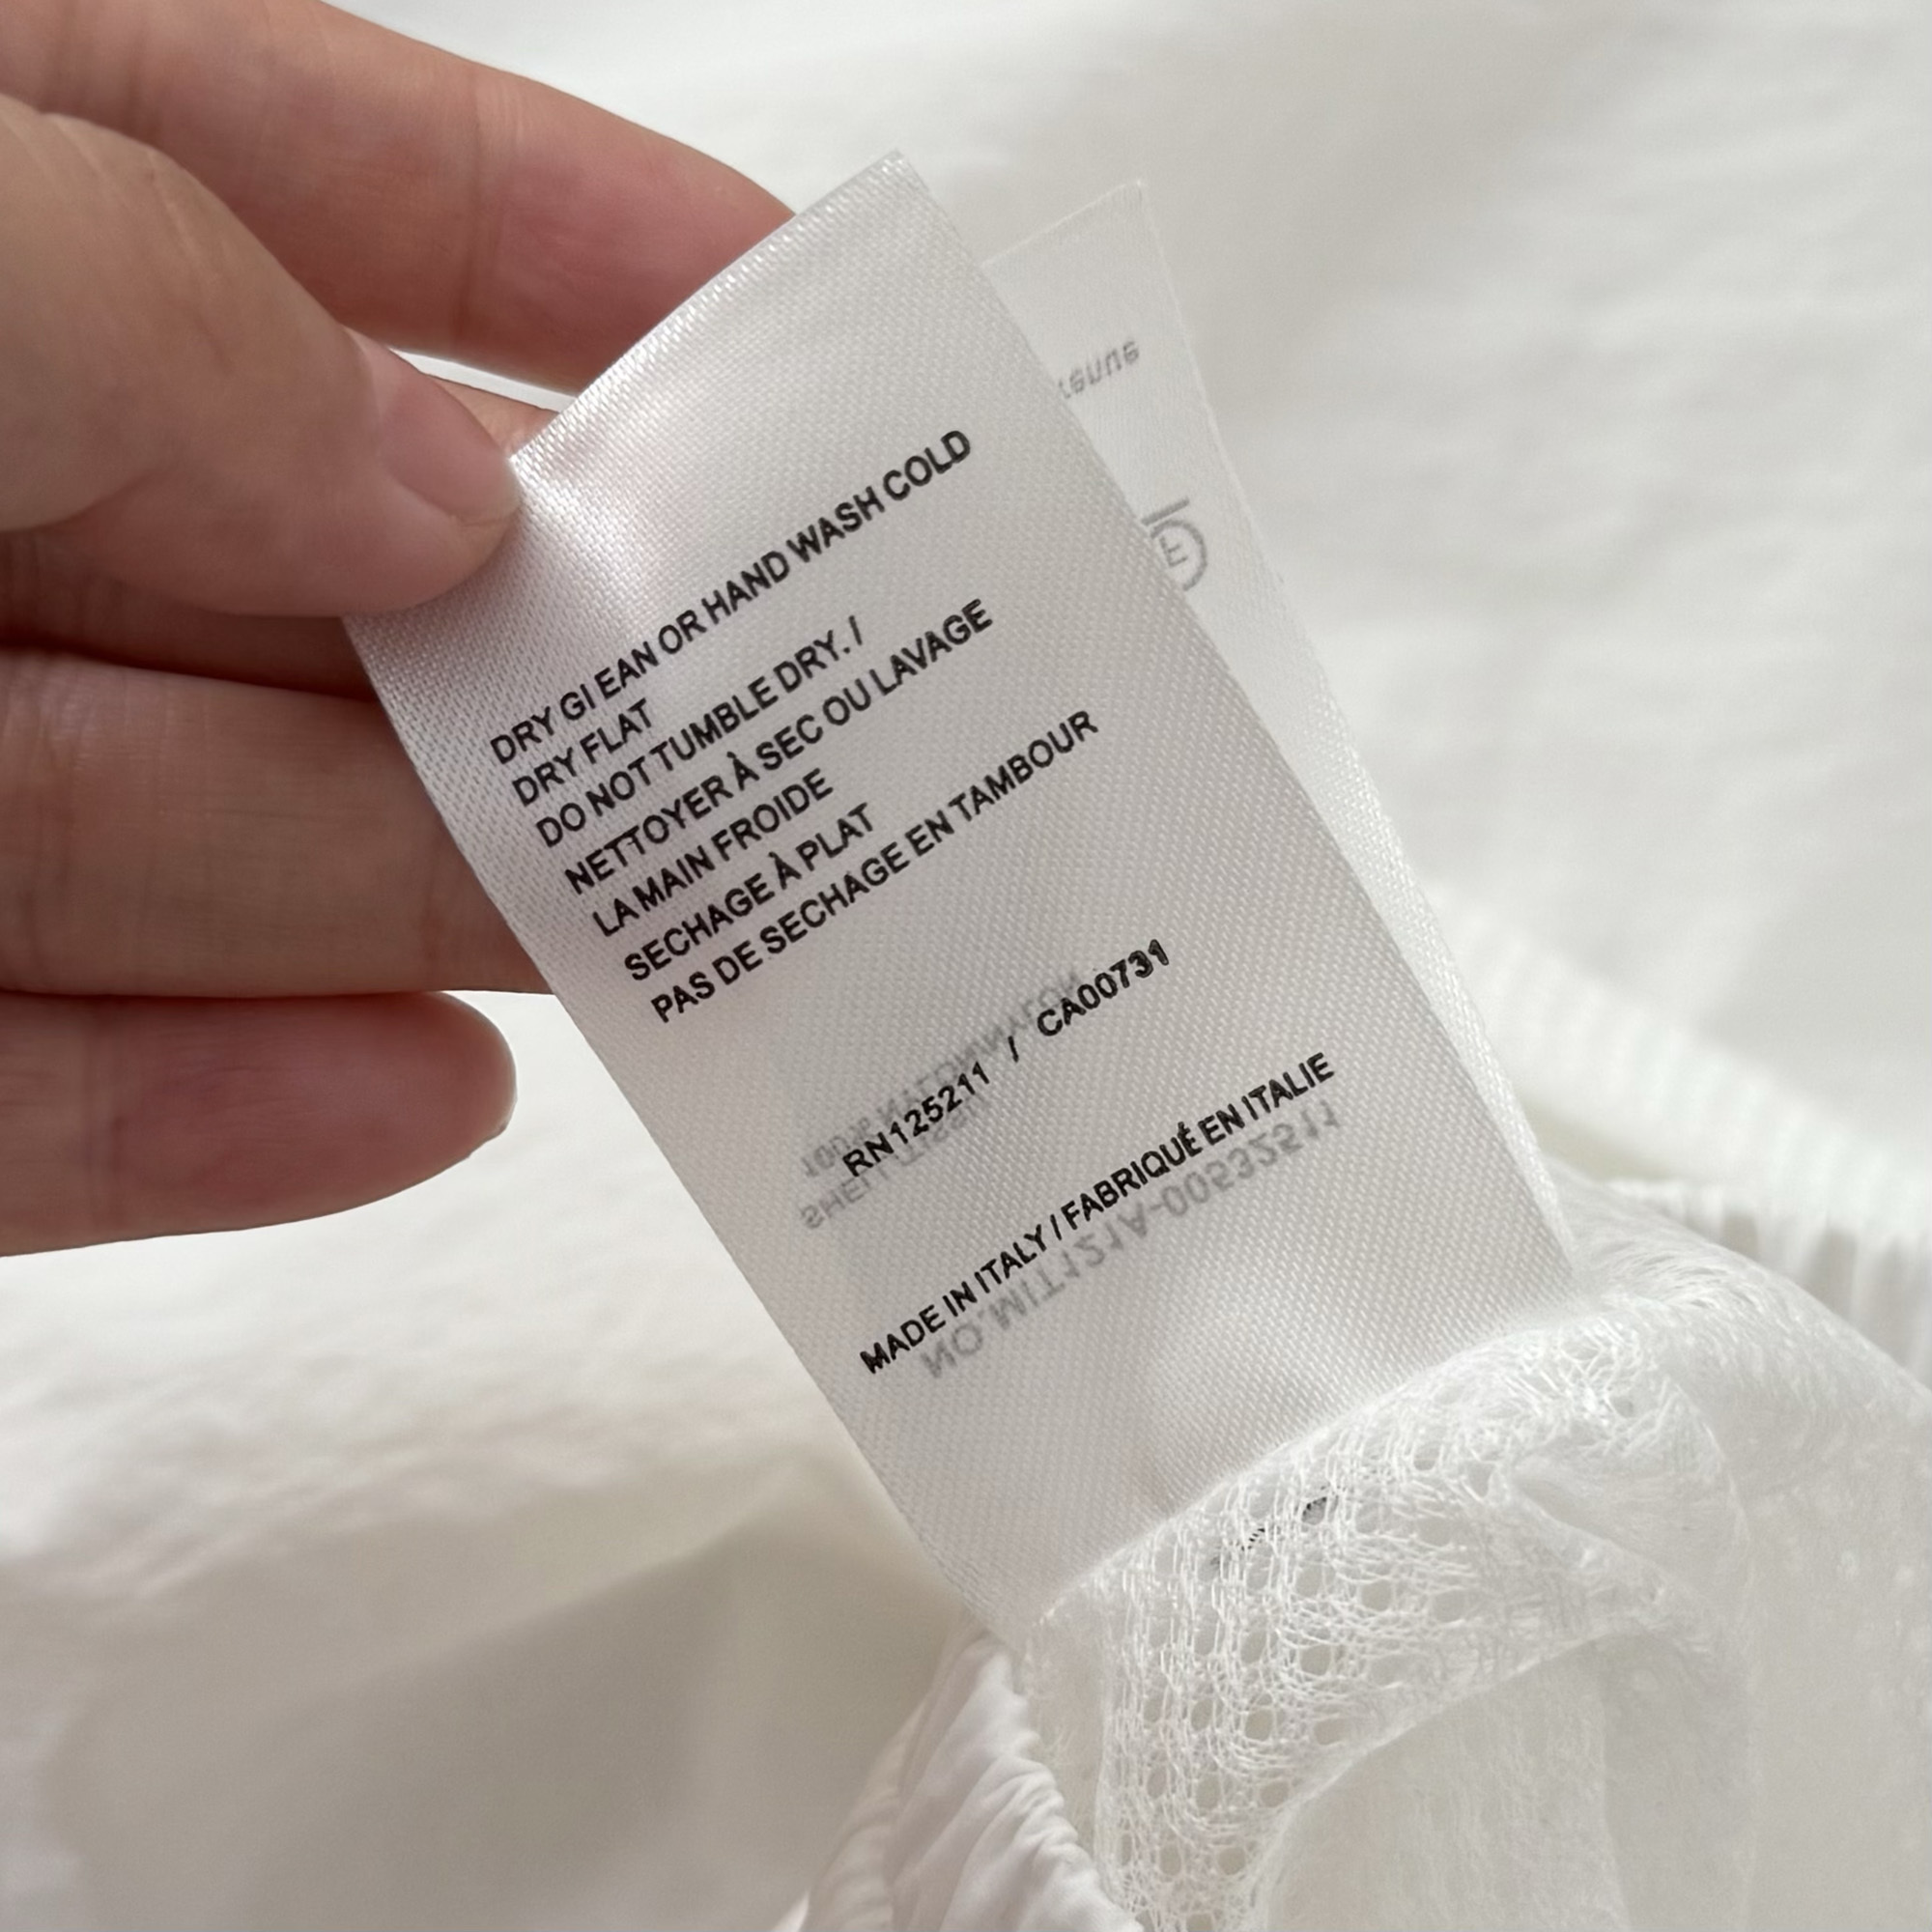 DRY GI EAN OR HAND WASH COLD
DRY FLAT
DO NOT TUMBLE DRY. /
NETTOYER À SEC OU LAVAGE
LA MAIN FROIDE
SECHAGE À PLAT
PAS DE SECHAGE EN TAMBOUR
RN125211 / CA00731
MADE IN ITALY / FABRIQUÉ EN ITALIE